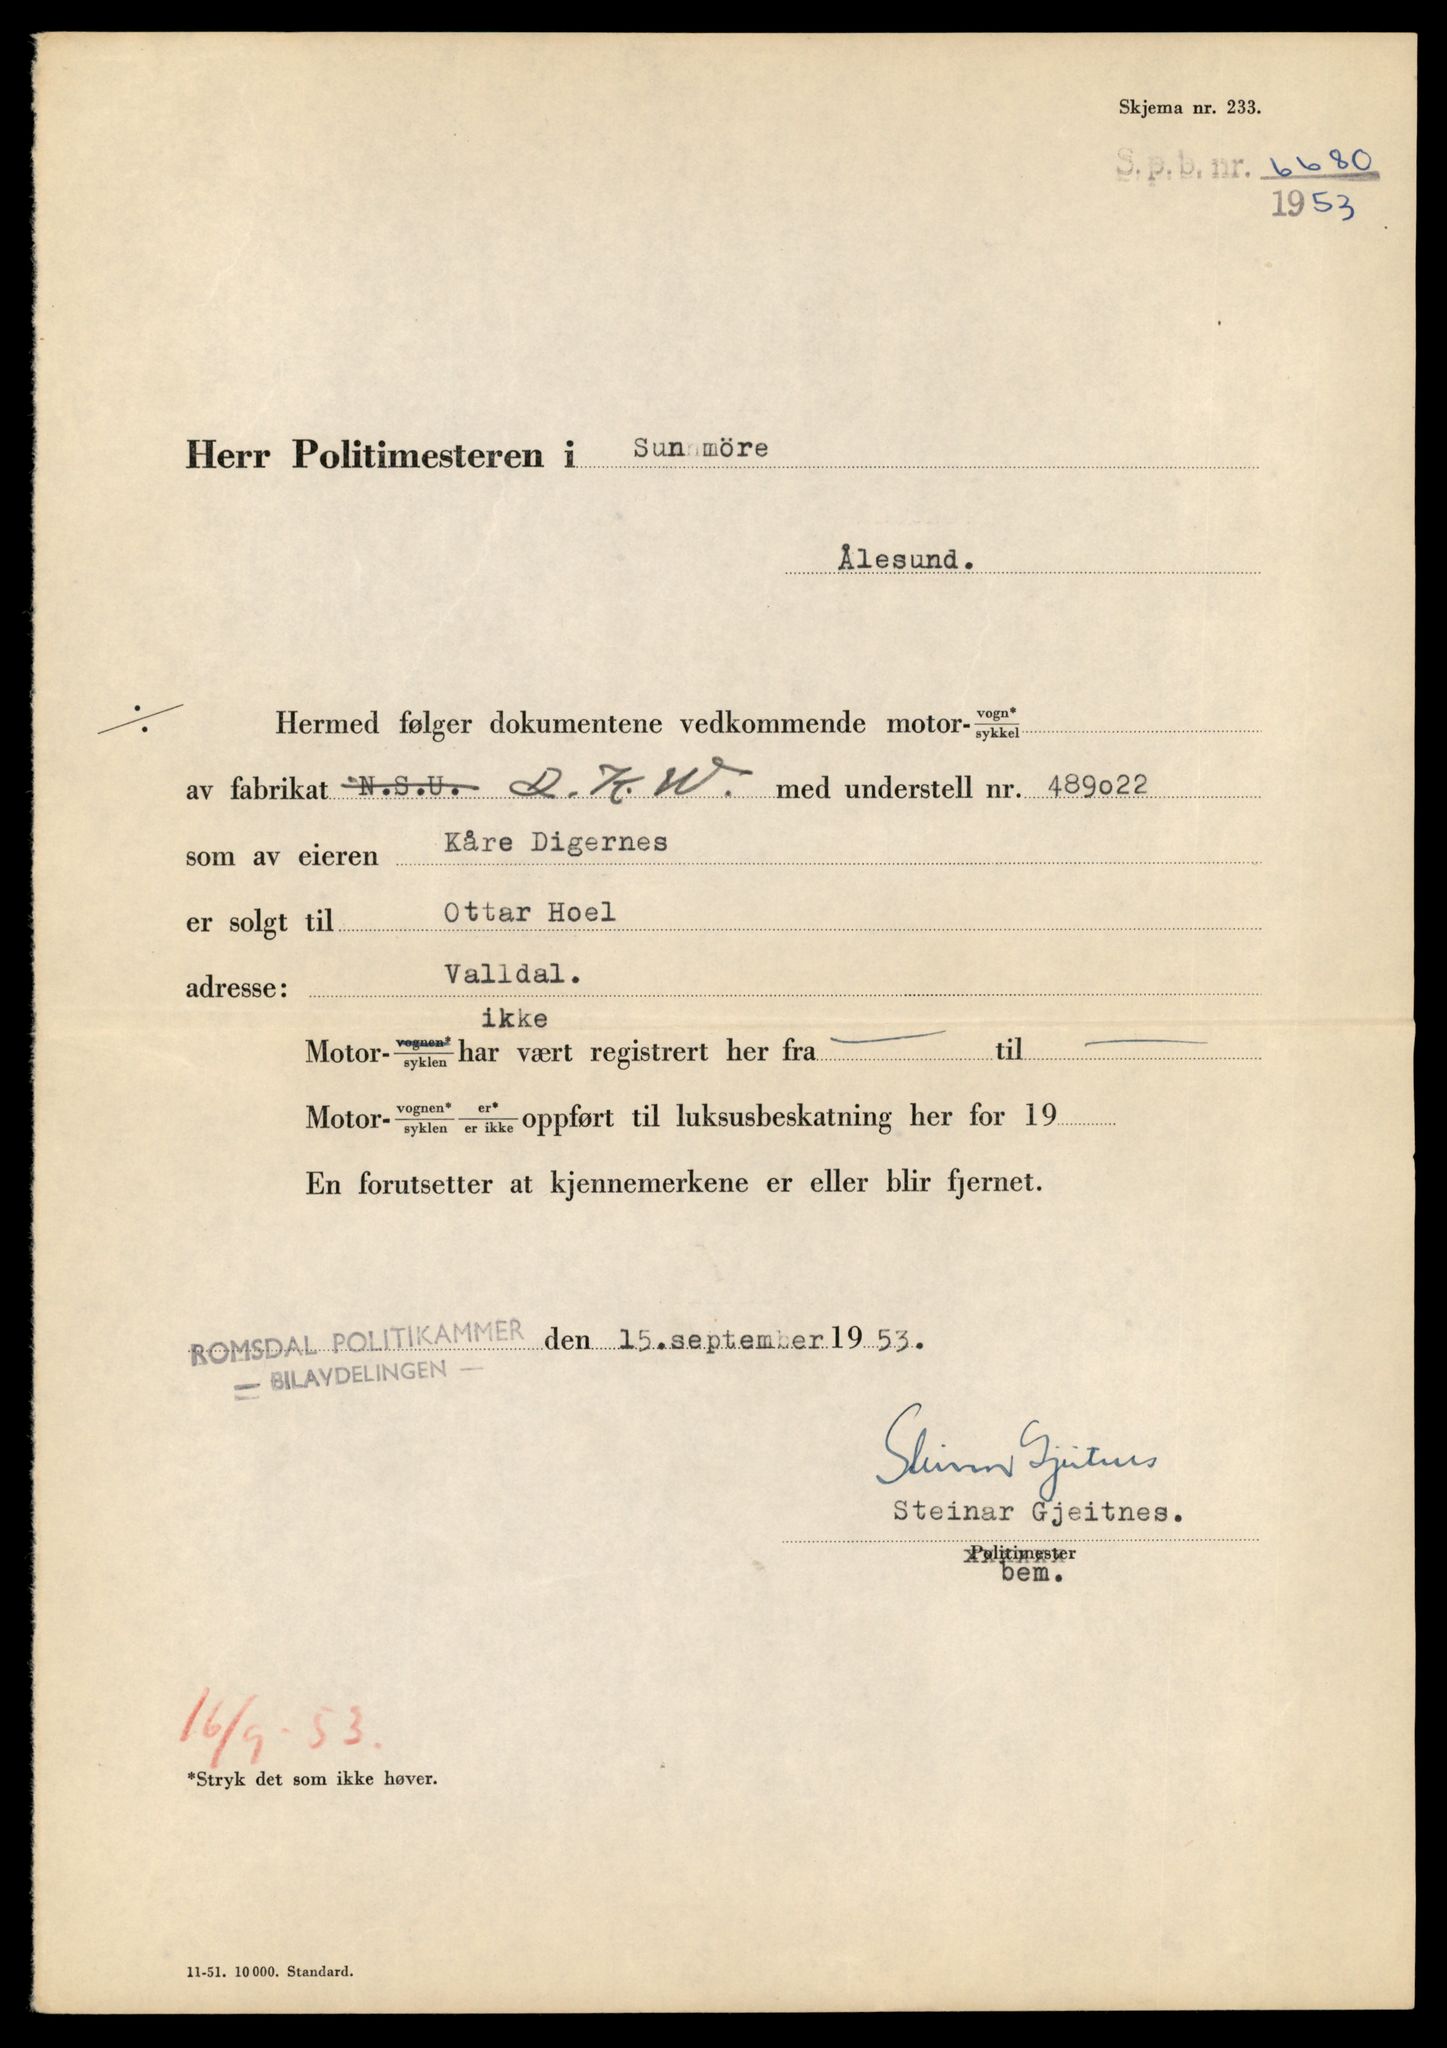 Skjema nr. 233.
S. p. b. nr. 6680
1953
Herr Politimesteren i Sunnmöre
Ålesund.
Hermed følger dokumentene vedkommende motor-vogn*/sykkel
av fabrikat N.S.U. D.K.W. med understell nr. 489022
som av eieren Kåre Digernes
er solgt til Ottar Hoel
adresse: Valldal.
ikke
Motor-vognen*/syklen har vært registrert her fra — til —
Motor-vognen*/syklen er*/er ikke oppført til luksusbeskatning her for 19
En forutsetter at kjennemerkene er eller blir fjernet.
ROMSDAL POLITIKAMMER den 15.september 1953.
— BILAVDELINGEN —
Steinar Gjeitnes
Steinar Gjeitnes.
Politimester
bem.
16/9-53.
*Stryk det som ikke høver.
11-51. 10000. Standard.